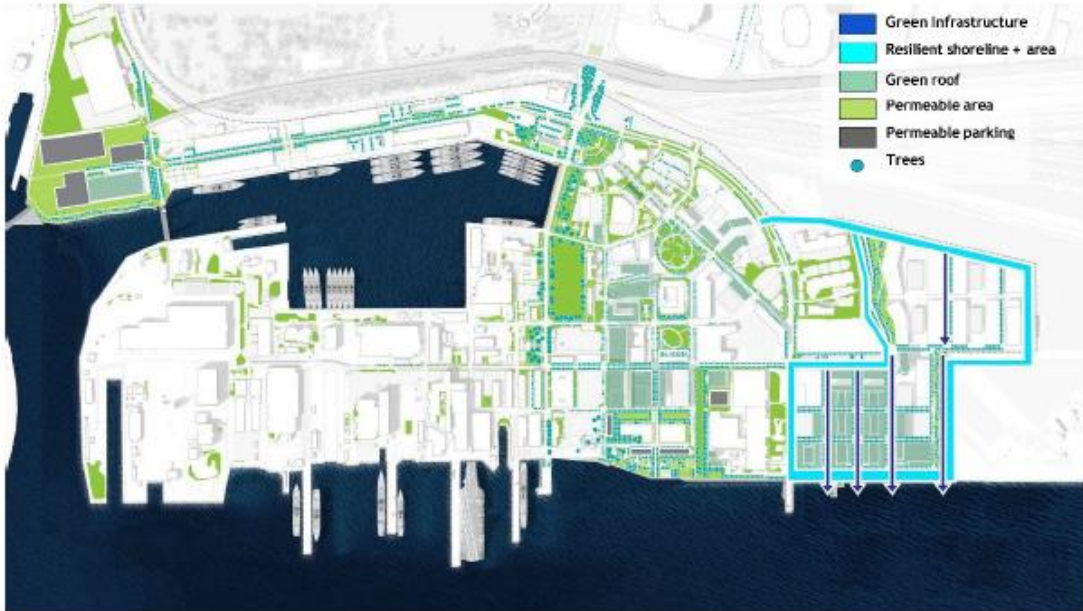 Green Infrastructure
Resilient shoreline + area
Green roof
Permeable area
Permeable parking
Trees